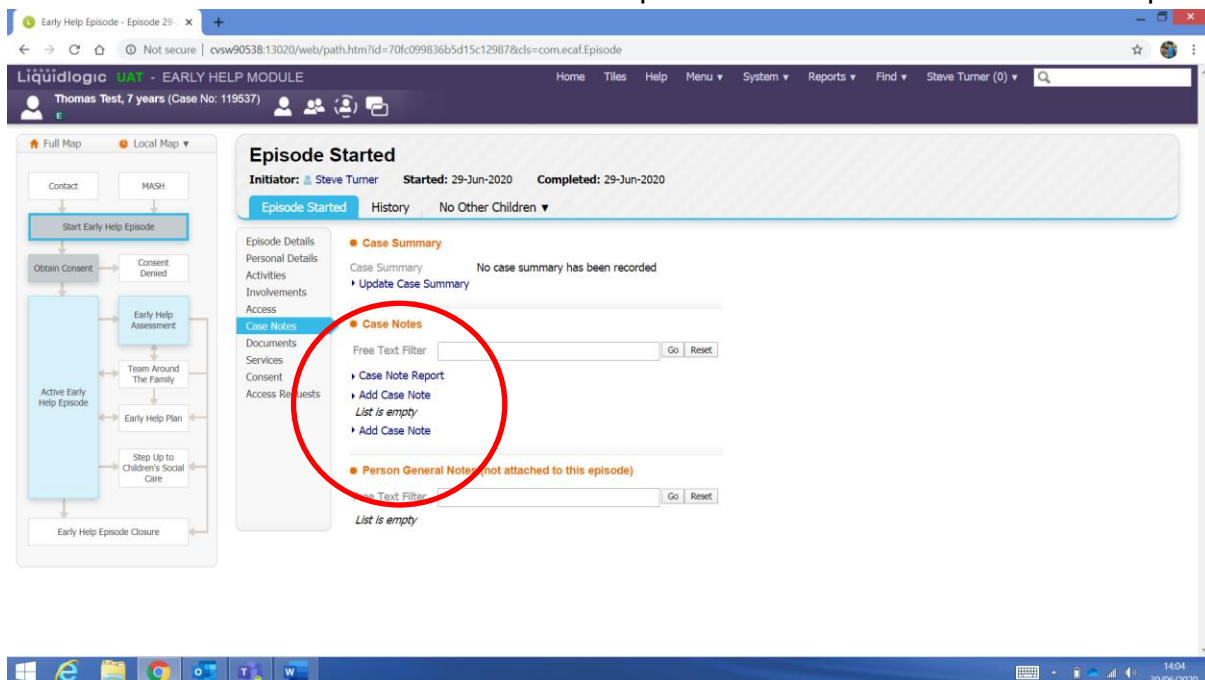 Early Help Episode - Episode 29-
Not secure | cvsw90538:13020/web/path.htm?id=70fc099836b5d15c12987&cls=com.ecaf.Episode
Liquidlogic UAT - EARLY HELP MODULE
Home Tiles Help Menu System Reports Find Steve Turner (0)
Thomas Test, 7 years (Case No: 119537)
E
Full Map Local Map
Contact MASH
Start Early Help Episode
Obtain Consent
Consent
Denied
Early Help
Assessment
Team Around
The Family
Active Early
Help Episode
Early Help Plan
Step Up to
Children's Social
Care
Early Help Episode Closure
Episode Started
Initiator: Steve Turner Started: 29-Jun-2020 Completed: 29-Jun-2020
Episode Started History No Other Children
Episode Details
Personal Details
Activities
Involvements
Access
Case Notes
Documents
Services
Consent
Access Requests
Case Summary
Case Summary No case summary has been recorded
Update Case Summary
Case Notes
Free Text Filter Go Reset
Case Note Report
Add Case Note
List is empty
Add Case Note
Person General Notes (not attached to this episode)
Free Text Filter Go Reset
List is empty
14:04
30/06/2020